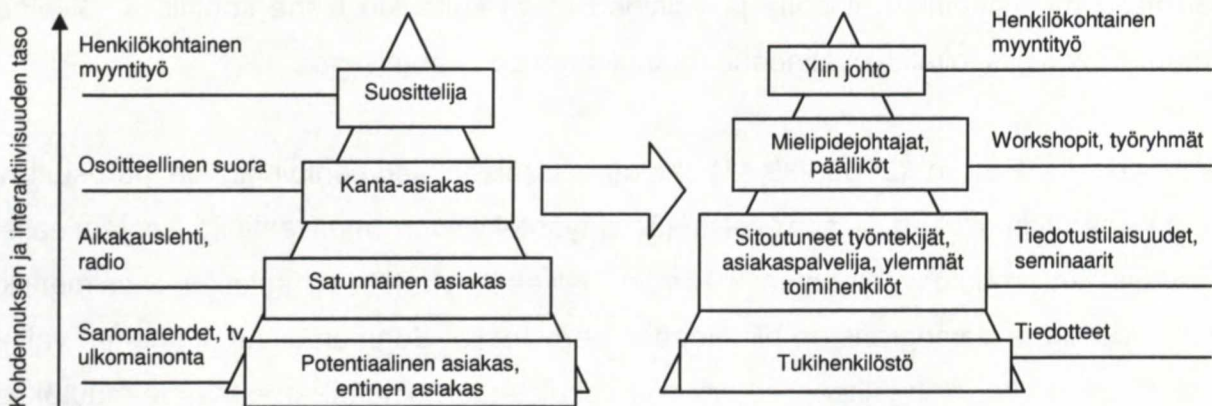 Kohdennuksen ja interaktiivisuuden taso
Henkilökohtainen
myyntityö
Osoitteellinen suora
Aikakauslehti,
radio
Sanomalehdet, tv
ulkomainonta
Suosittelija
Kanta-asiakas
Satunnainen asiakas
Potentiaalinen asiakas,
entinen asiakas
Ylin johto
Mielipidejohtajat,
päälliköt
Sitoutuneet työntekijät,
asiakaspalvelija, ylemmät
toimihenkilöt
Tukihenkilöstö
Henkilökohtainen
myyntityö
Workshopit, työryhmät
Tiedotustilaisuudet,
seminaarit
Tiedotteet